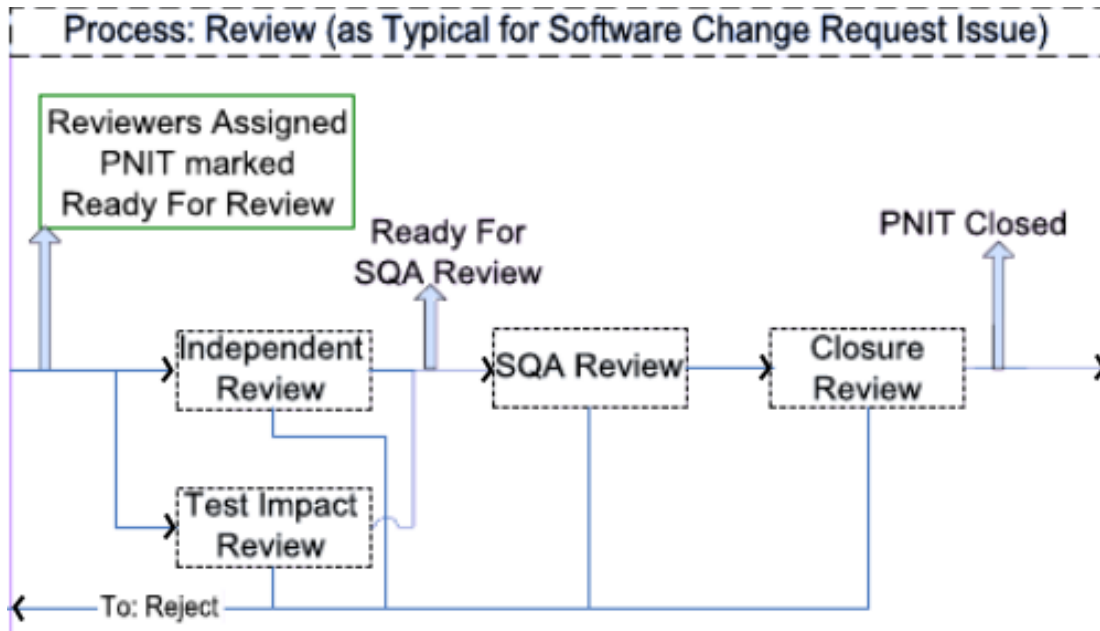 Process: Review (as Typical for Software Change Request Issue)
Reviewers Assigned
PNIT marked
Ready For Review
Ready For
SQA Review
PNIT Closed
Independent
Review
SQA Review
Closure
Review
Test Impact
Review
To: Reject